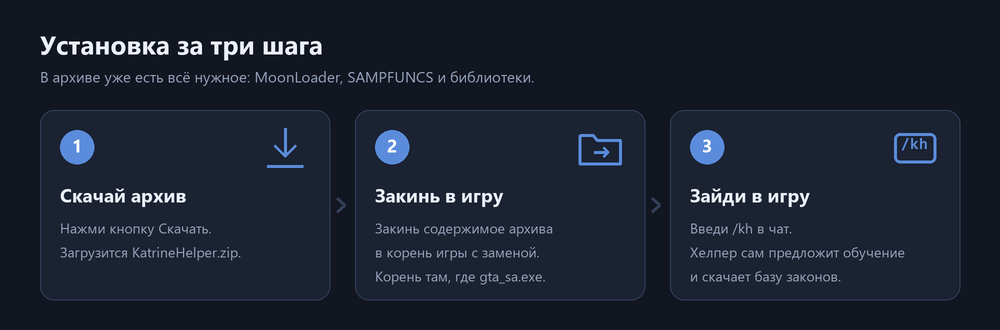 Установка за три шага
В архиве уже есть всё нужное: MoonLoader, SAMPFUNCS и библиотеки.
1
Скачай архив
Нажми кнопку Скачать.
Загрузится KatrineHelper.zip.
2
Закинь в игру
Закинь содержимое архива
в корень игры с заменой.
Корень там, где gta_sa.exe.
3
/kh
Зайди в игру
Введи /kh в чат.
Хелпер сам предложит обучение
и скачает базу законов.